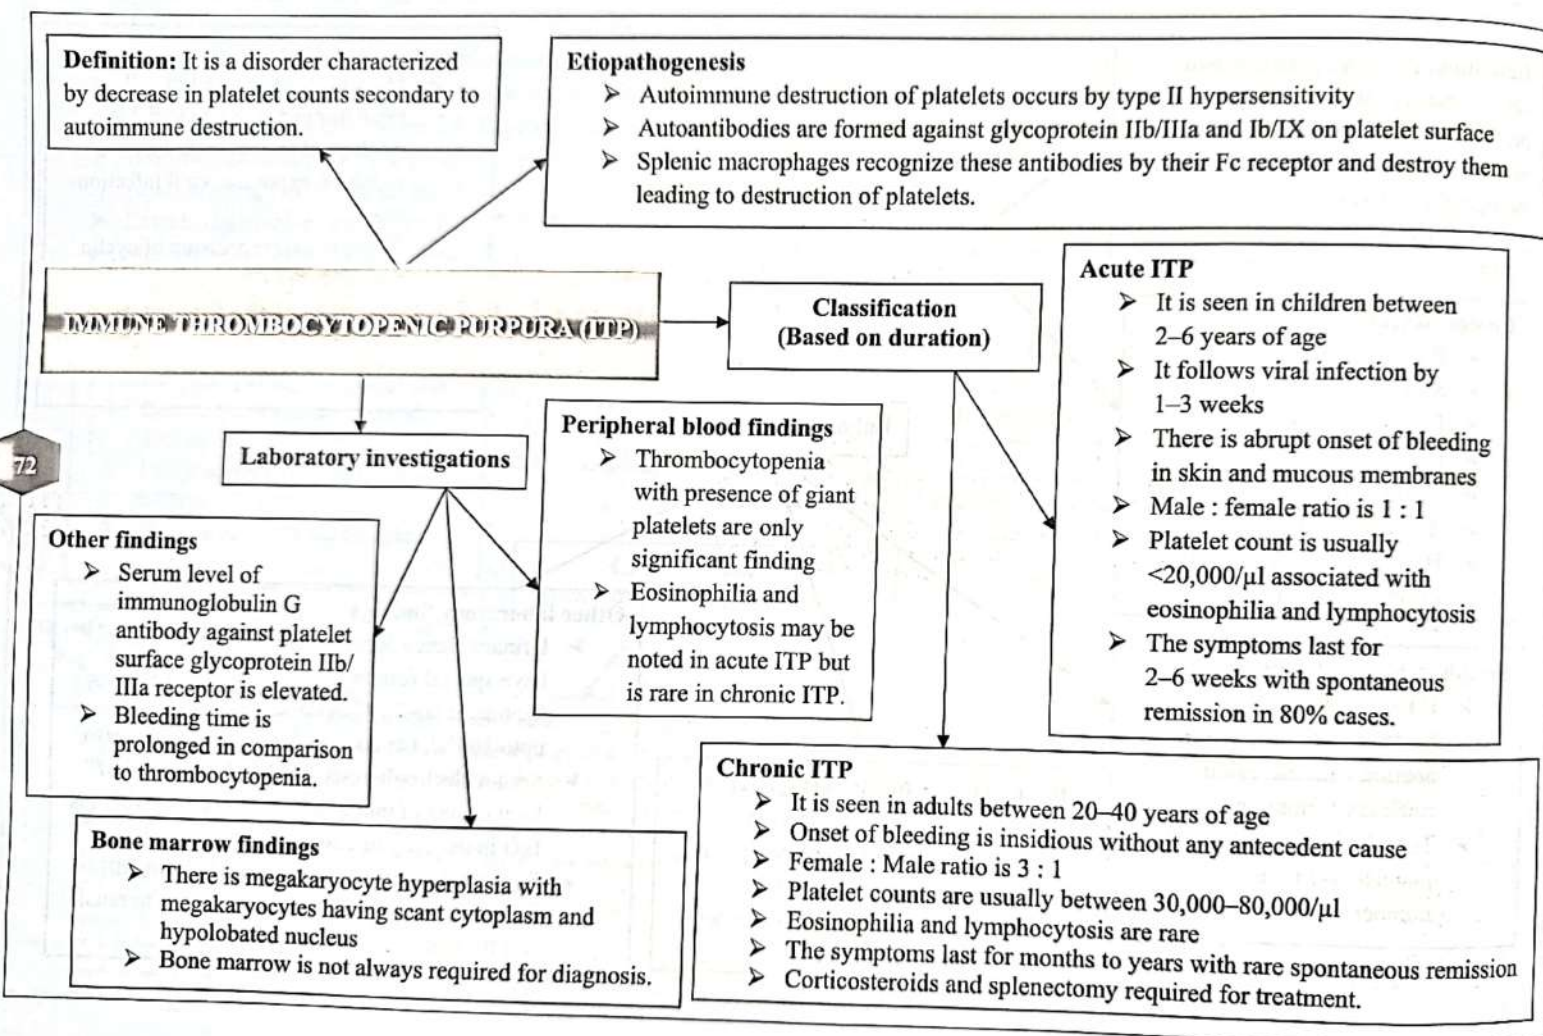 Definition: It is a disorder characterized
by decrease in platelet counts secondary to
autoimmune destruction.
Etiopathogenesis
➢ Autoimmune destruction of platelets occurs by type II hypersensitivity
➢ Autoantibodies are formed against glycoprotein IIb/IIIa and Ib/IX on platelet surface
➢ Splenic macrophages recognize these antibodies by their Fc receptor and destroy them
leading to destruction of platelets.
IMMUNE THROMBOCYTOPENIC PURPURA (ITP)
Classification
(Based on duration)
Acute ITP
➢ It is seen in children between
2–6 years of age
➢ It follows viral infection by
1–3 weeks
➢ There is abrupt onset of bleeding
in skin and mucous membranes
➢ Male : female ratio is 1 : 1
➢ Platelet count is usually
<20,000/μl associated with
eosinophilia and lymphocytosis
➢ The symptoms last for
2–6 weeks with spontaneous
remission in 80% cases.
72
Laboratory investigations
Peripheral blood findings
➢ Thrombocytopenia
with presence of giant
platelets are only
significant finding
➢ Eosinophilia and
lymphocytosis may be
noted in acute ITP but
is rare in chronic ITP.
Other findings
➢ Serum level of
immunoglobulin G
antibody against platelet
surface glycoprotein IIb/
IIIa receptor is elevated.
➢ Bleeding time is
prolonged in comparison
to thrombocytopenia.
Bone marrow findings
➢ There is megakaryocyte hyperplasia with
megakaryocytes having scant cytoplasm and
hypolobated nucleus
➢ Bone marrow is not always required for diagnosis.
Chronic ITP
➢ It is seen in adults between 20–40 years of age
➢ Onset of bleeding is insidious without any antecedent cause
➢ Female : Male ratio is 3 : 1
➢ Platelet counts are usually between 30,000–80,000/μl
➢ Eosinophilia and lymphocytosis are rare
➢ The symptoms last for months to years with rare spontaneous remission
➢ Corticosteroids and splenectomy required for treatment.